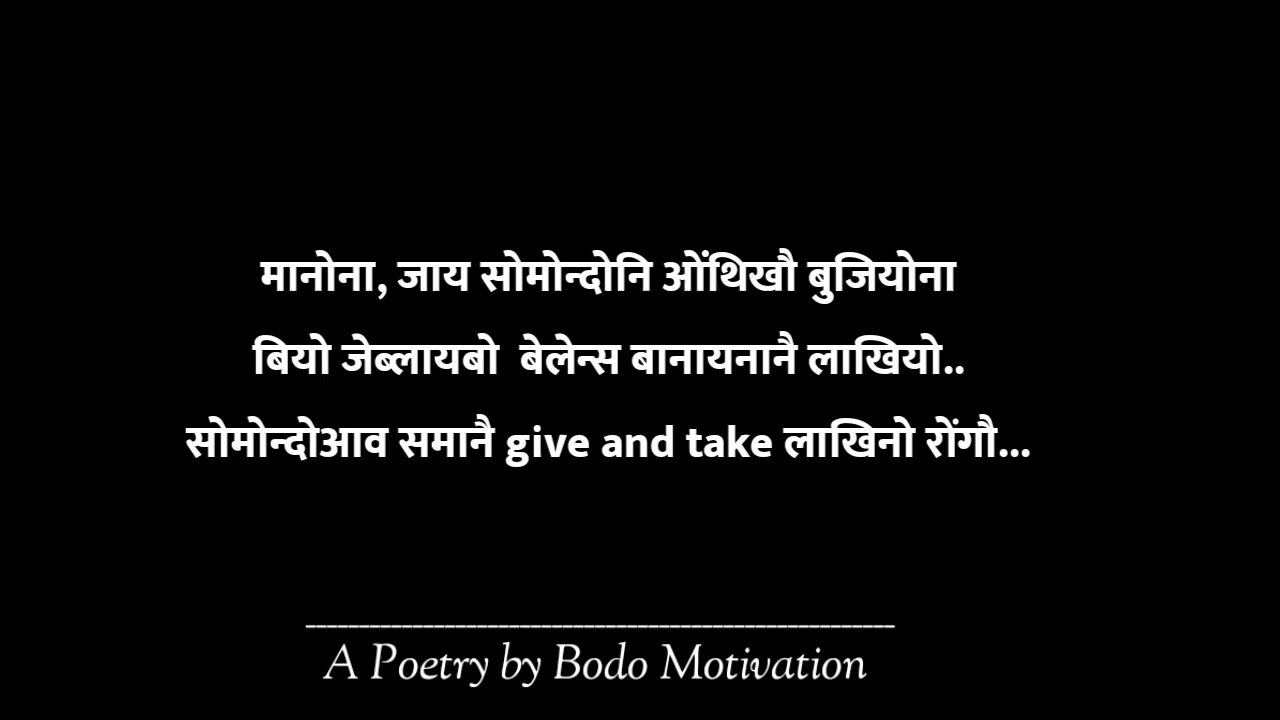 मानोना, जाय सोमोन्दोनि ओंथिखौ बुजियोना
बियो जेब्लायबो बेलेन्स बानायनानै लाखियो..
सोमोन्दोआव समानै give and take लाखिनो रोंगौ...
A Poetry by Bodo Motivation